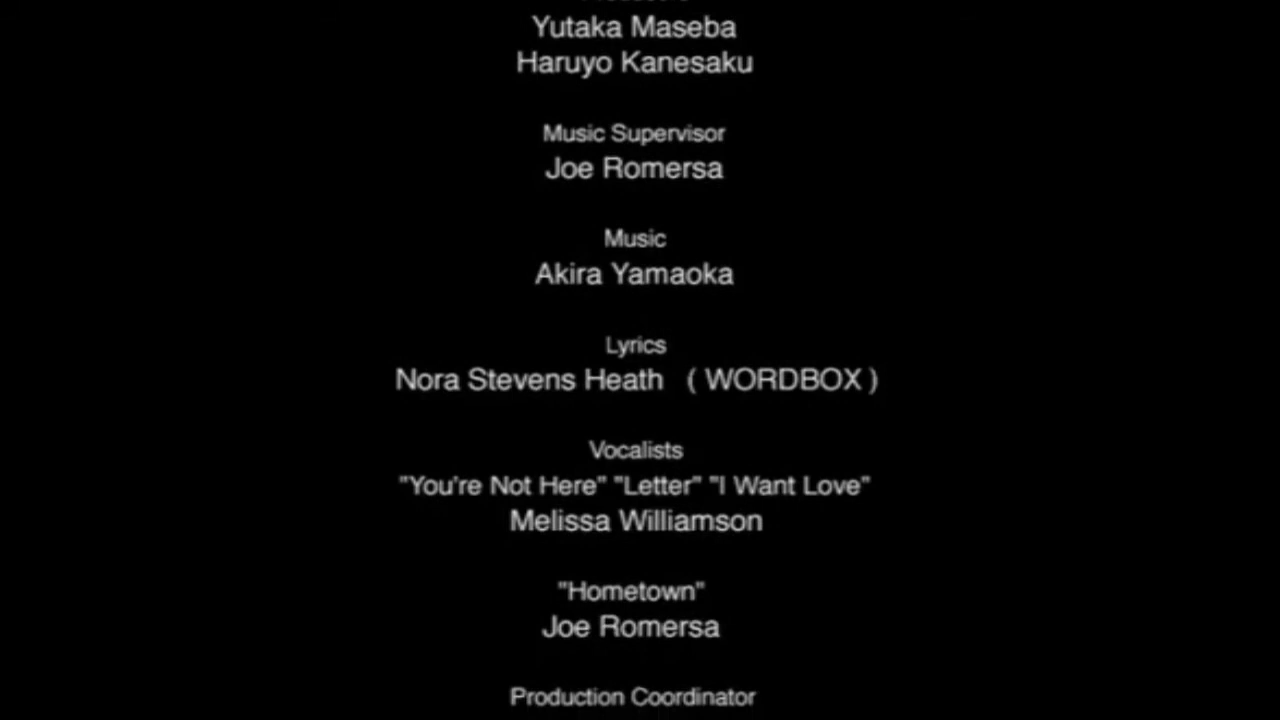 Yutaka Maseba
Haruyo Kanesaku
Music Supervisor
Joe Romersa
Music
Akira Yamaoka
Lyrics
Nora Stevens Heath ( WORDBOX )
Vocalists
"You're Not Here" "Letter" "I Want Love"
Melissa Williamson
"Hometown"
Joe Romersa
Production Coordinator